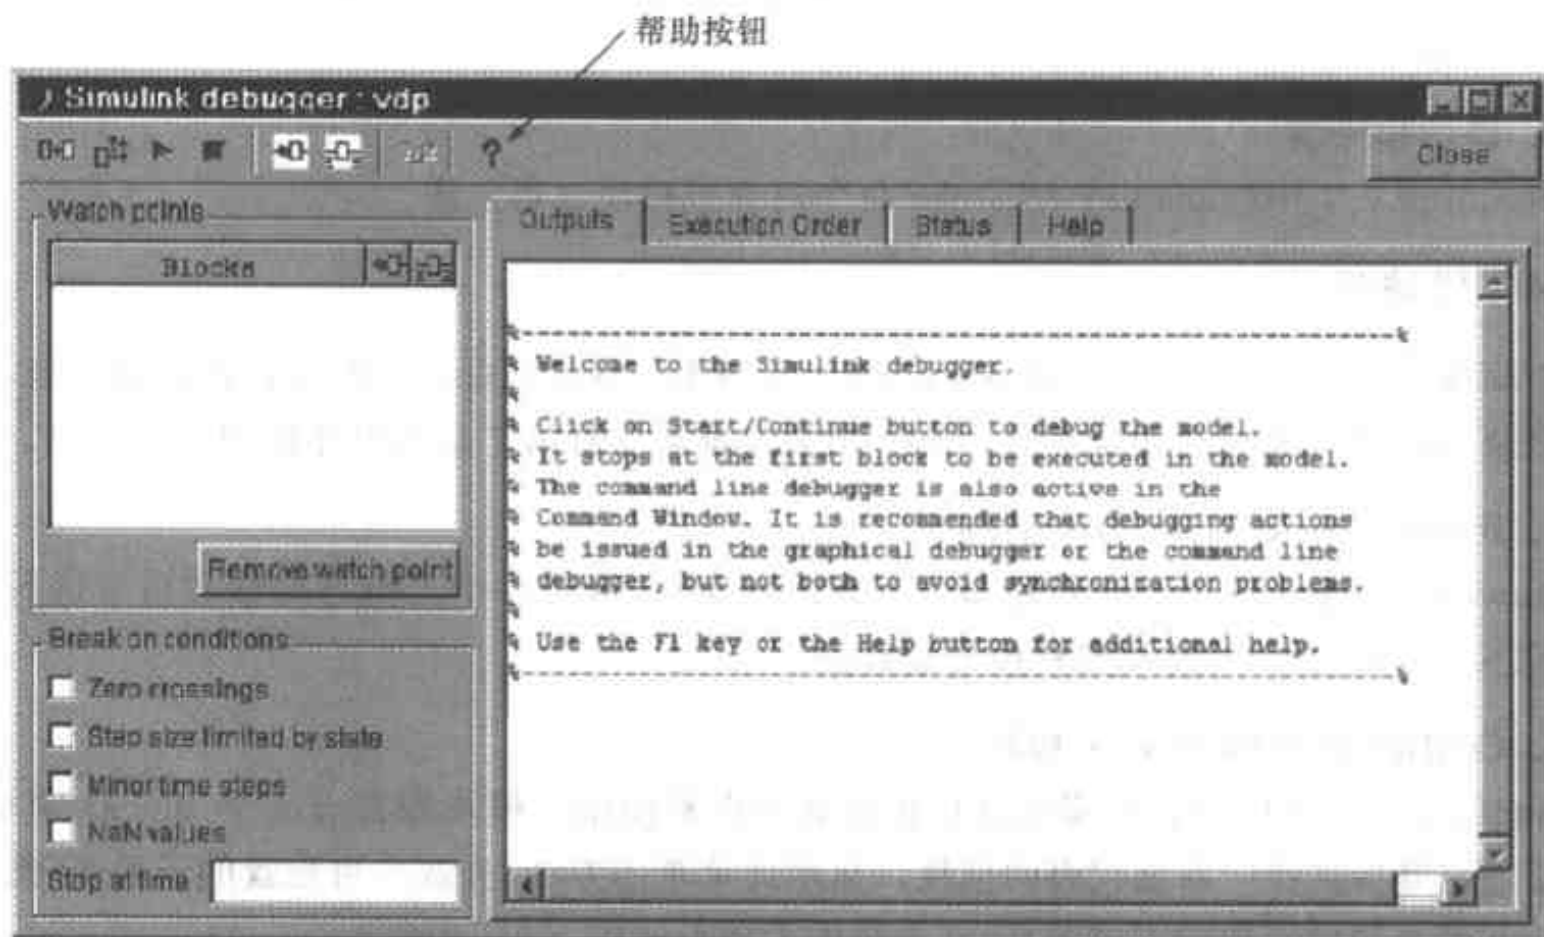 帮助按钮
Simulink debugger : vdp
?
Close
Watch points
Blocks
Remove watch point
Break on conditions
Zero crossings
Step size limited by state
Minor time steps
NaN values
Stop at time :
Outputs Execution Order Status Help
%----------------------------------------------------------------%
% Welcome to the Simulink debugger.
%
% Click on Start/Continue button to debug the model.
% It stops at the first block to be executed in the model.
% The command line debugger is also active in the
% Command Window. It is recommended that debugging actions
% be issued in the graphical debugger or the command line
% debugger, but not both to avoid synchronization problems.
%
% Use the F1 key or the Help button for additional help.
%----------------------------------------------------------------%